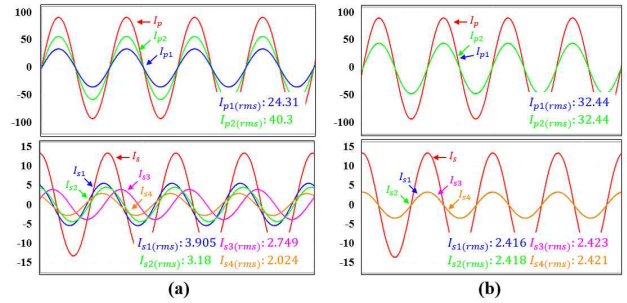 100
50
0
-50
-100
I_p
I_p2
I_p1
I_p1(rms): 24.31
I_p2(rms): 40.3
100
50
0
-50
-100
I_p
I_p2
I_p1
I_p1(rms): 32.44
I_p2(rms): 32.44
15
10
5
0
-5
-10
-15
I_s
I_s1
I_s3
I_s2
I_s4
I_s1(rms): 3.905 I_s3(rms): 2.749
I_s2(rms): 3.18 I_s4(rms): 2.024
15
10
5
0
-5
-10
-15
I_s
I_s1
I_s3
I_s2
I_s4
I_s1(rms): 2.416 I_s3(rms): 2.423
I_s2(rms): 2.418 I_s4(rms): 2.421
(a)
(b)